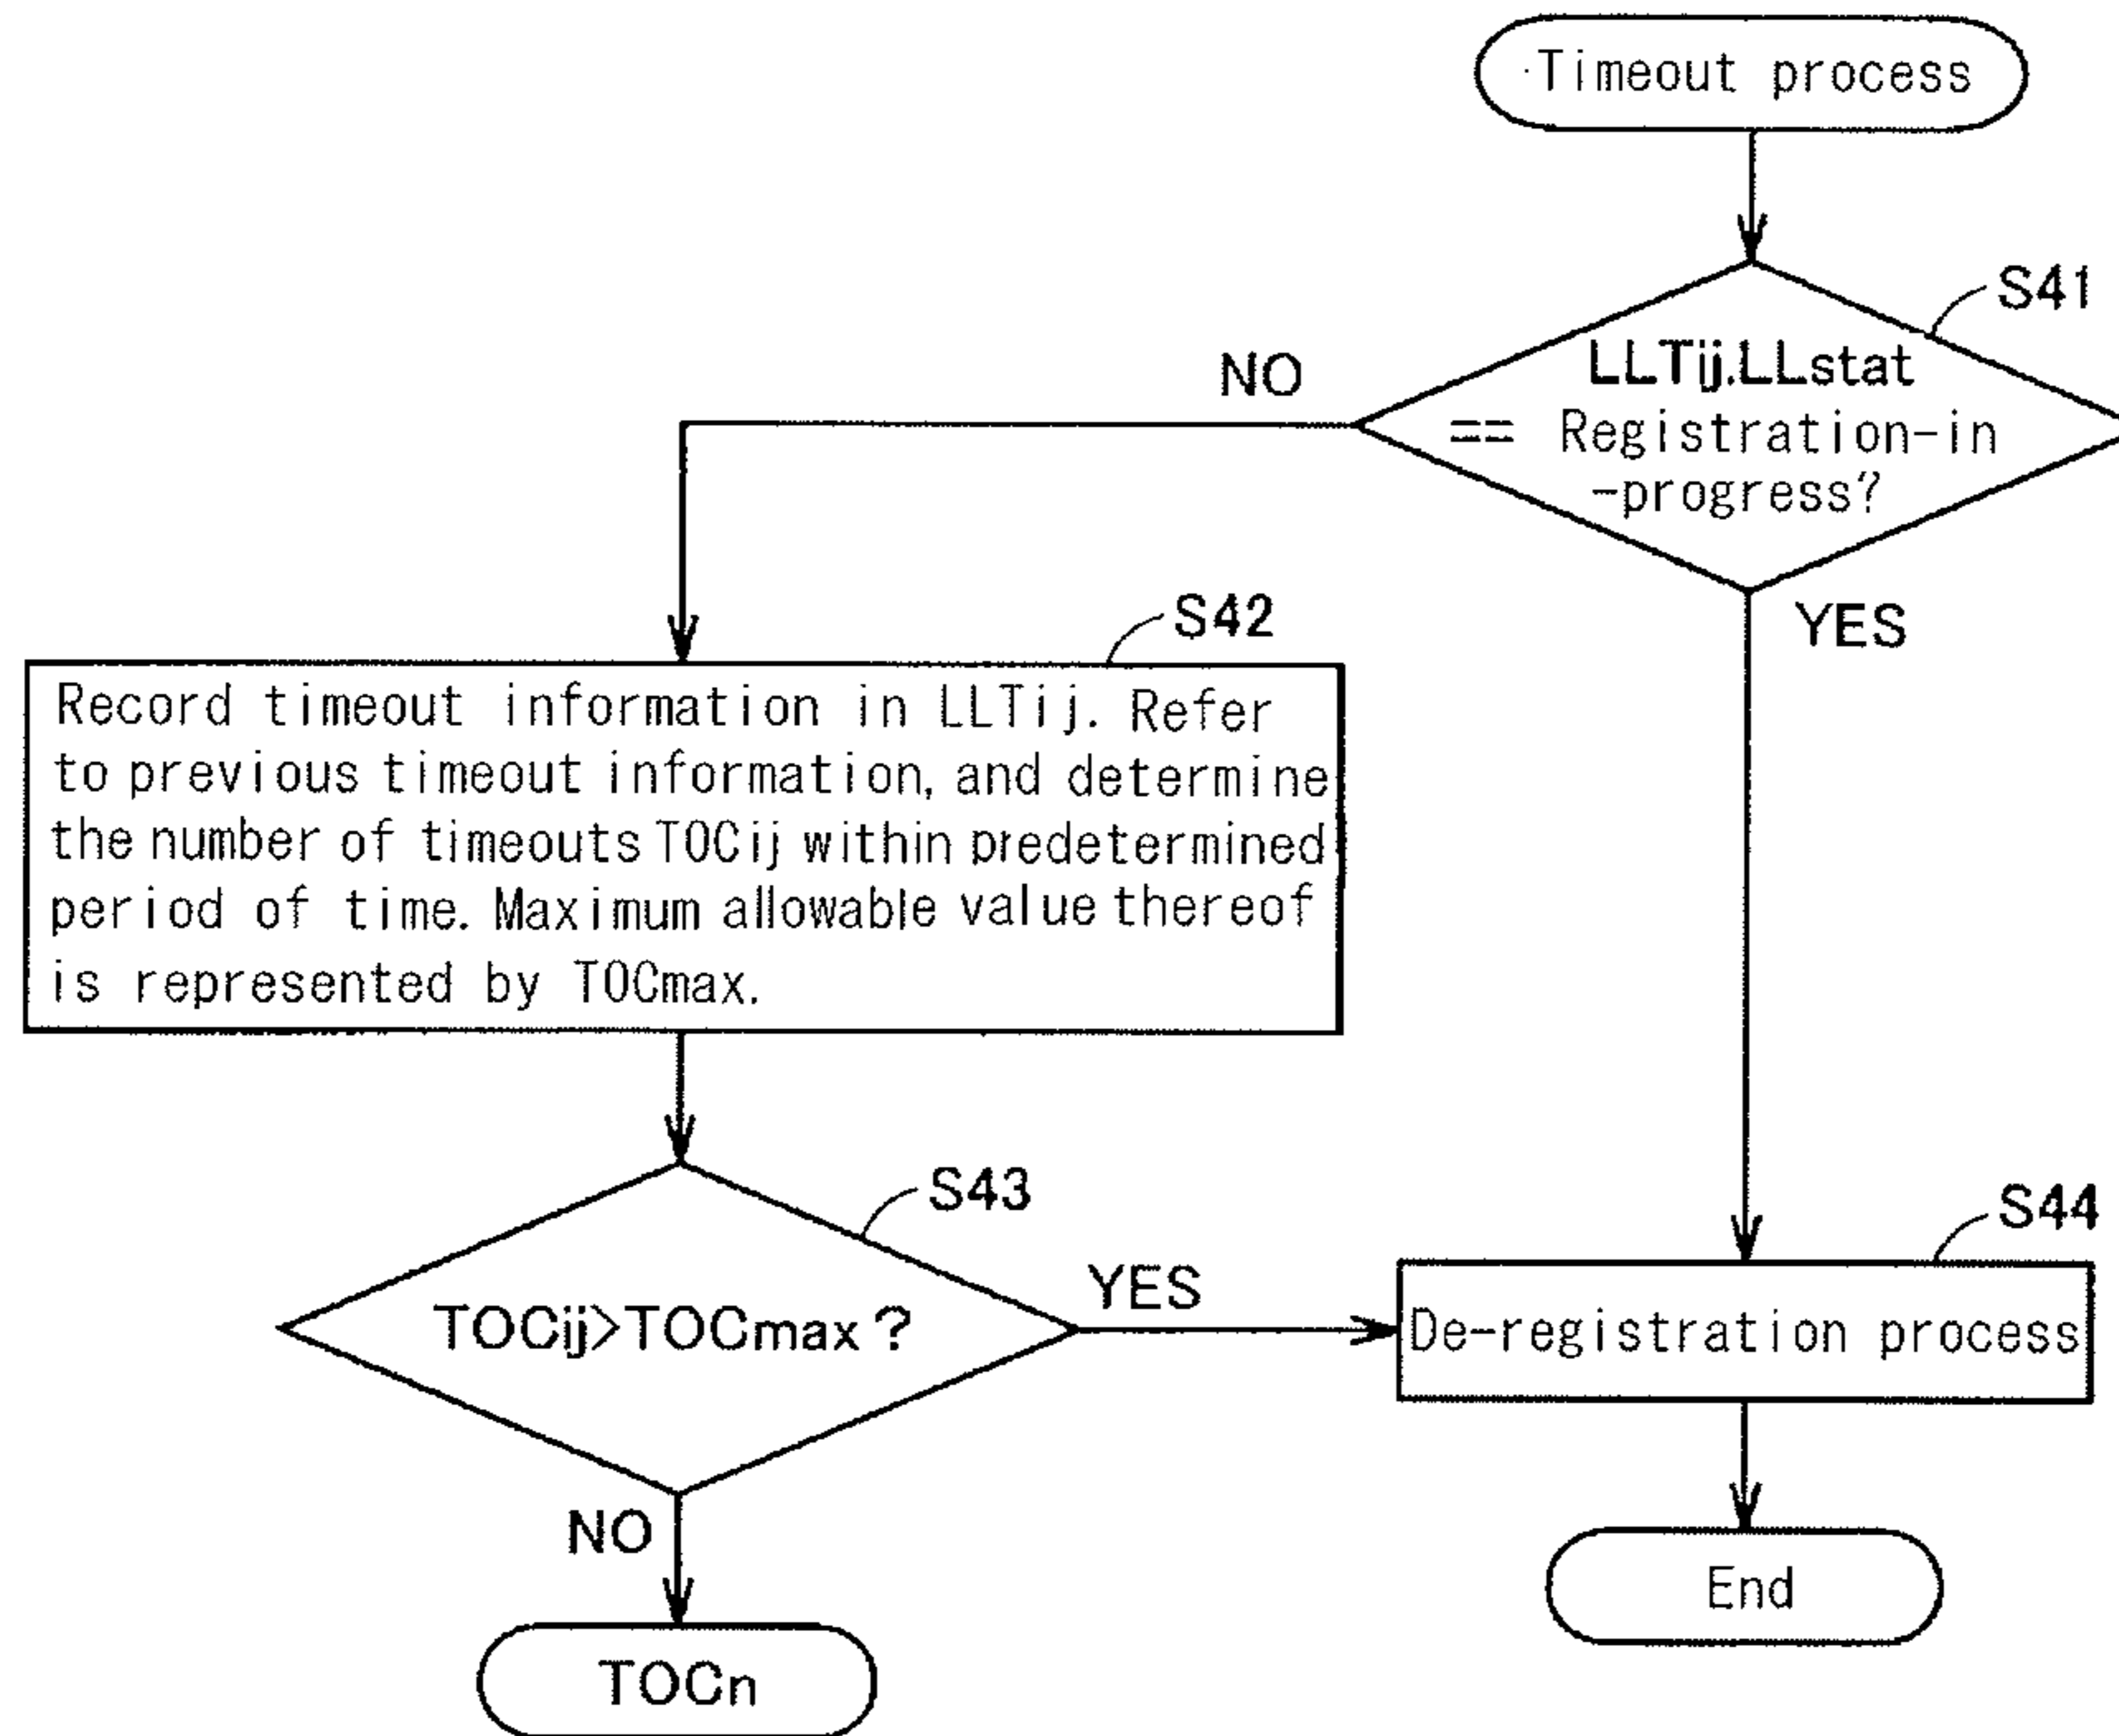 Timeout process
S41
LLTij.LLstat
== Registration-in
-progress?
NO
YES
S42
Record timeout information in LLTij. Refer
to previous timeout information, and determine
the number of timeouts TOCij within predetermined
period of time. Maximum allowable value thereof
is represented by TOCmax.
S43
TOCij>TOCmax?
YES
NO
S44
De-registration process
TOCn
End